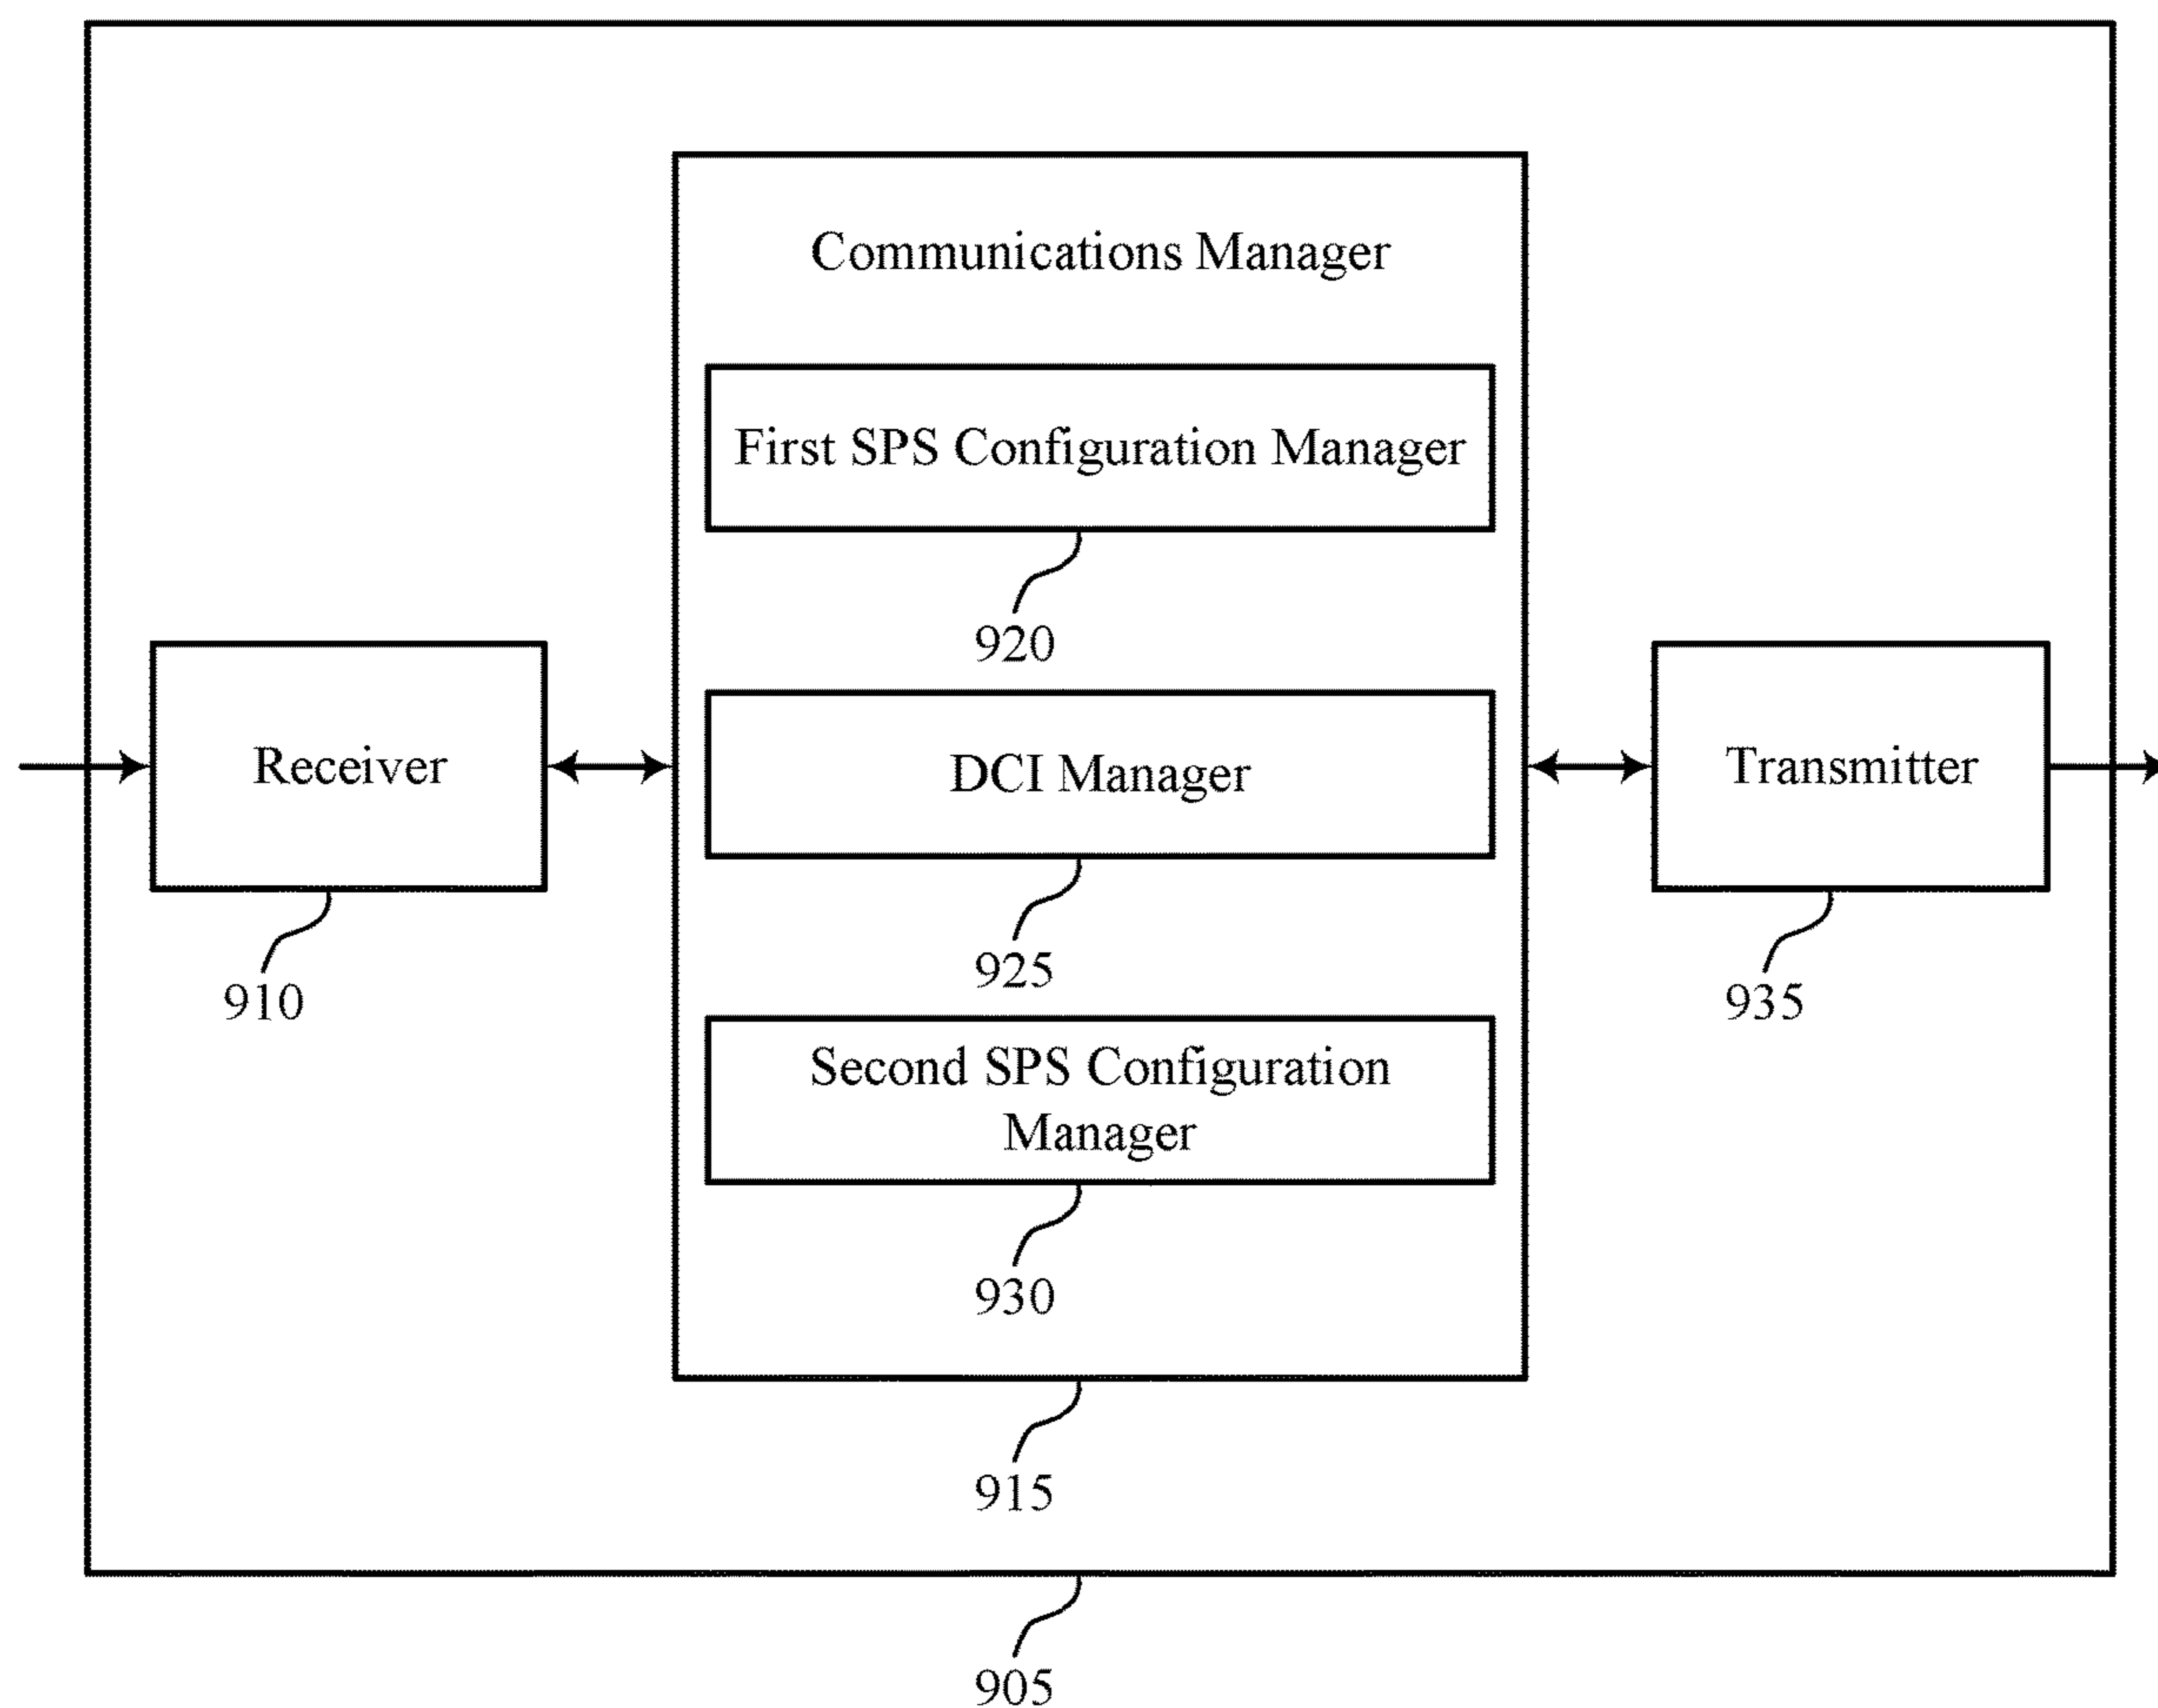 Communications Manager
First SPS Configuration Manager
920
Receiver
910
DCI Manager
925
Transmitter
935
Second SPS Configuration
Manager
930
915
905